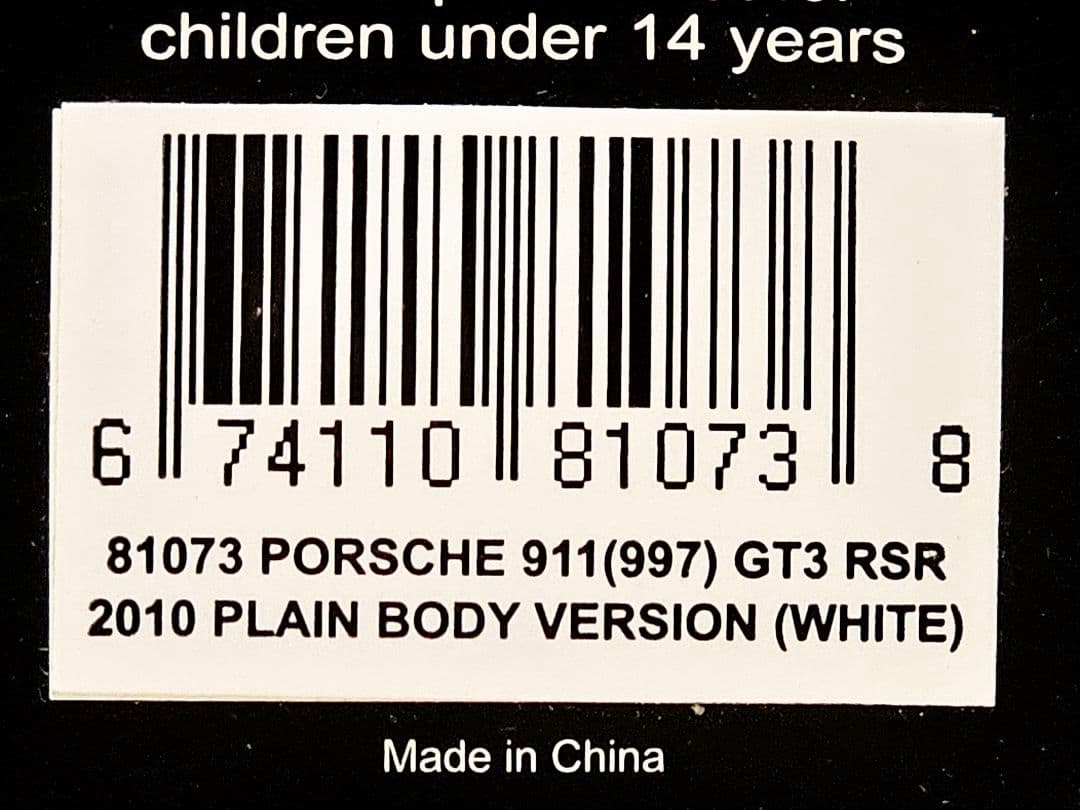 children under 14 years
6 74110 81073 8
81073 PORSCHE 911(997) GT3 RSR
2010 PLAIN BODY VERSION (WHITE)
Made in China